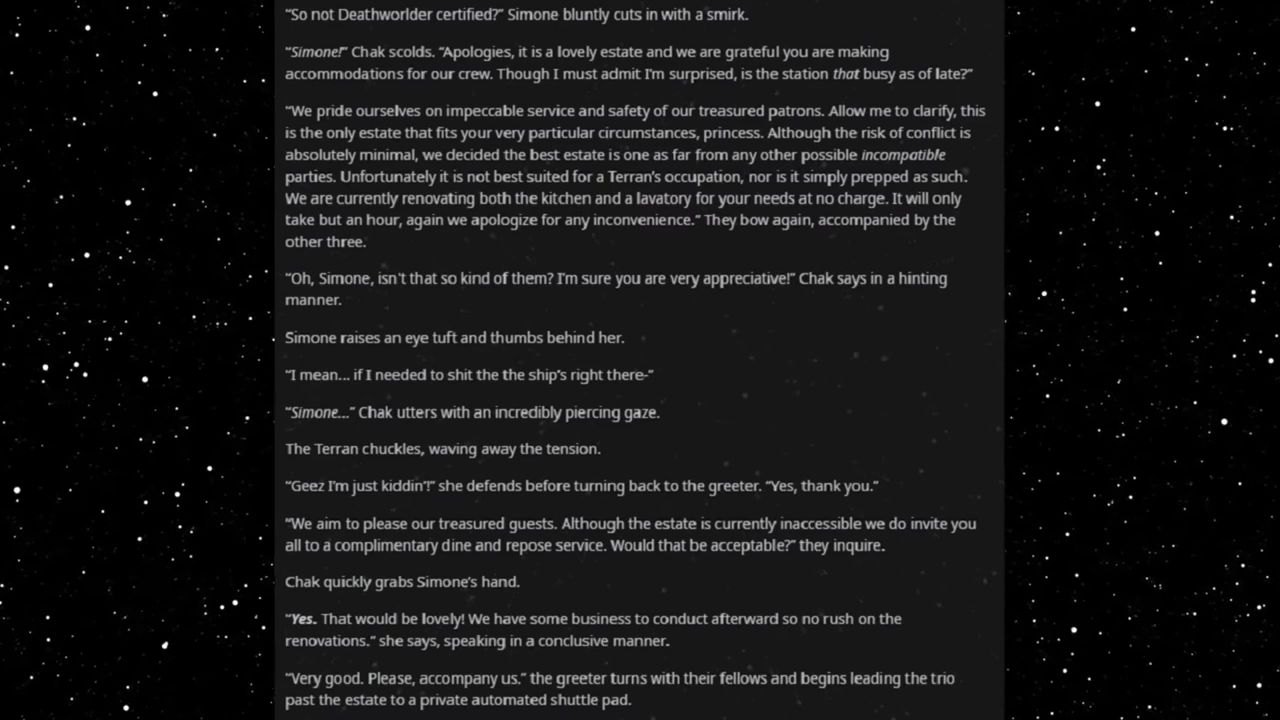 “So not Deathworlder certified?” Simone bluntly cuts in with a smirk.
“Simone!” Chak scolds. “Apologies, it is a lovely estate and we are grateful you are making
accommodations for our crew. Though I must admit I’m surprised, is the station that busy as of late?”
“We pride ourselves on impeccable service and safety of our treasured patrons. Allow me to clarify, this
is the only estate that fits your very particular circumstances, princess. Although the risk of conflict is
absolutely minimal, we decided the best estate is one as far from any other possible incompatible
parties. Unfortunately it is not best suited for a Terran’s occupation, nor is it simply prepped as such.
We are currently renovating both the kitchen and a lavatory for your needs at no charge. It will only
take but an hour, again we apologize for any inconvenience.” They bow again, accompanied by the
other three.
“Oh, Simone, isn't that so kind of them? I’m sure you are very appreciative!” Chak says in a hinting
manner.
Simone raises an eye tuft and thumbs behind her.
“I mean... if I needed to shit the the ship’s right there-”
“Simone...” Chak utters with an incredibly piercing gaze.
The Terran chuckles, waving away the tension.
“Geez I’m just kiddin’!” she defends before turning back to the greeter. “Yes, thank you.”
“We aim to please our treasured guests. Although the estate is currently inaccessible we do invite you
all to a complimentary dine and repose service. Would that be acceptable?” they inquire.
Chak quickly grabs Simone’s hand.
“Yes. That would be lovely! We have some business to conduct afterward so no rush on the
renovations.” she says, speaking in a conclusive manner.
“Very good. Please, accompany us.” the greeter turns with their fellows and begins leading the trio
past the estate to a private automated shuttle pad.